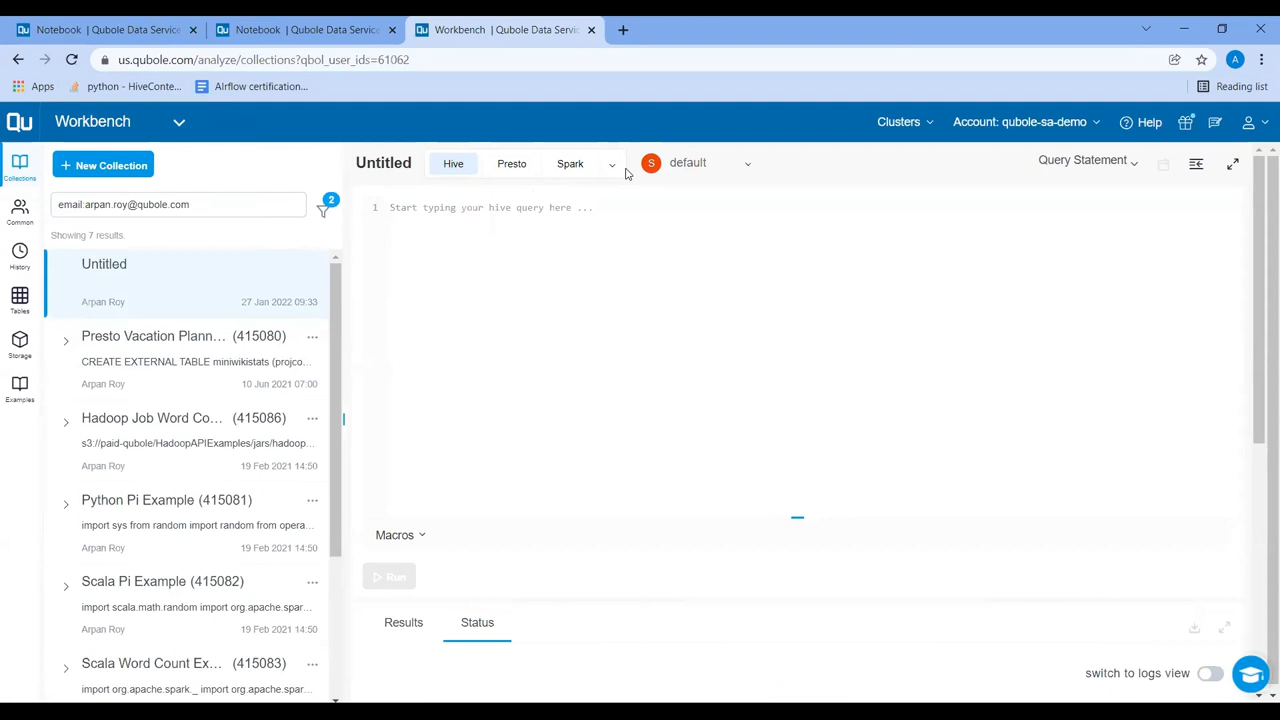 Notebook | Qubole Data Service
Notebook | Qubole Data Service
Workbench | Qubole Data Servic
us.qubole.com/analyze/collections?qbol_user_ids=61062
A
Apps
python - HiveConte...
Airflow certification...
Reading list
Qu
Workbench
Clusters
Account: qubole-sa-demo
Help
Collections
Common
History
Tables
Storage
Examples
+ New Collection
email:arpan.roy@qubole.com
2
Showing 7 results.
Untitled
Arpan Roy 27 Jan 2022 09:33
Presto Vacation Plann... (415080) ...
CREATE EXTERNAL TABLE miniwikistats (projco...
Arpan Roy 10 Jun 2021 07:00
Hadoop Job Word Co... (415086) ...
s3://paid-qubole/HadoopAPIExamples/jars/hadoop...
Arpan Roy 19 Feb 2021 14:50
Python Pi Example (415081) ...
import sys from random import random from opera...
Arpan Roy 19 Feb 2021 14:50
Scala Pi Example (415082) ...
import scala.math.random import org.apache.spar...
Arpan Roy 19 Feb 2021 14:50
Scala Word Count Ex... (415083) ...
import org.apache.spark._ import org.apache.spar...
Untitled
Hive
Presto
Spark
S
default
Query Statement
1 Start typing your hive query here ...
Macros
Run
Results
Status
switch to logs view